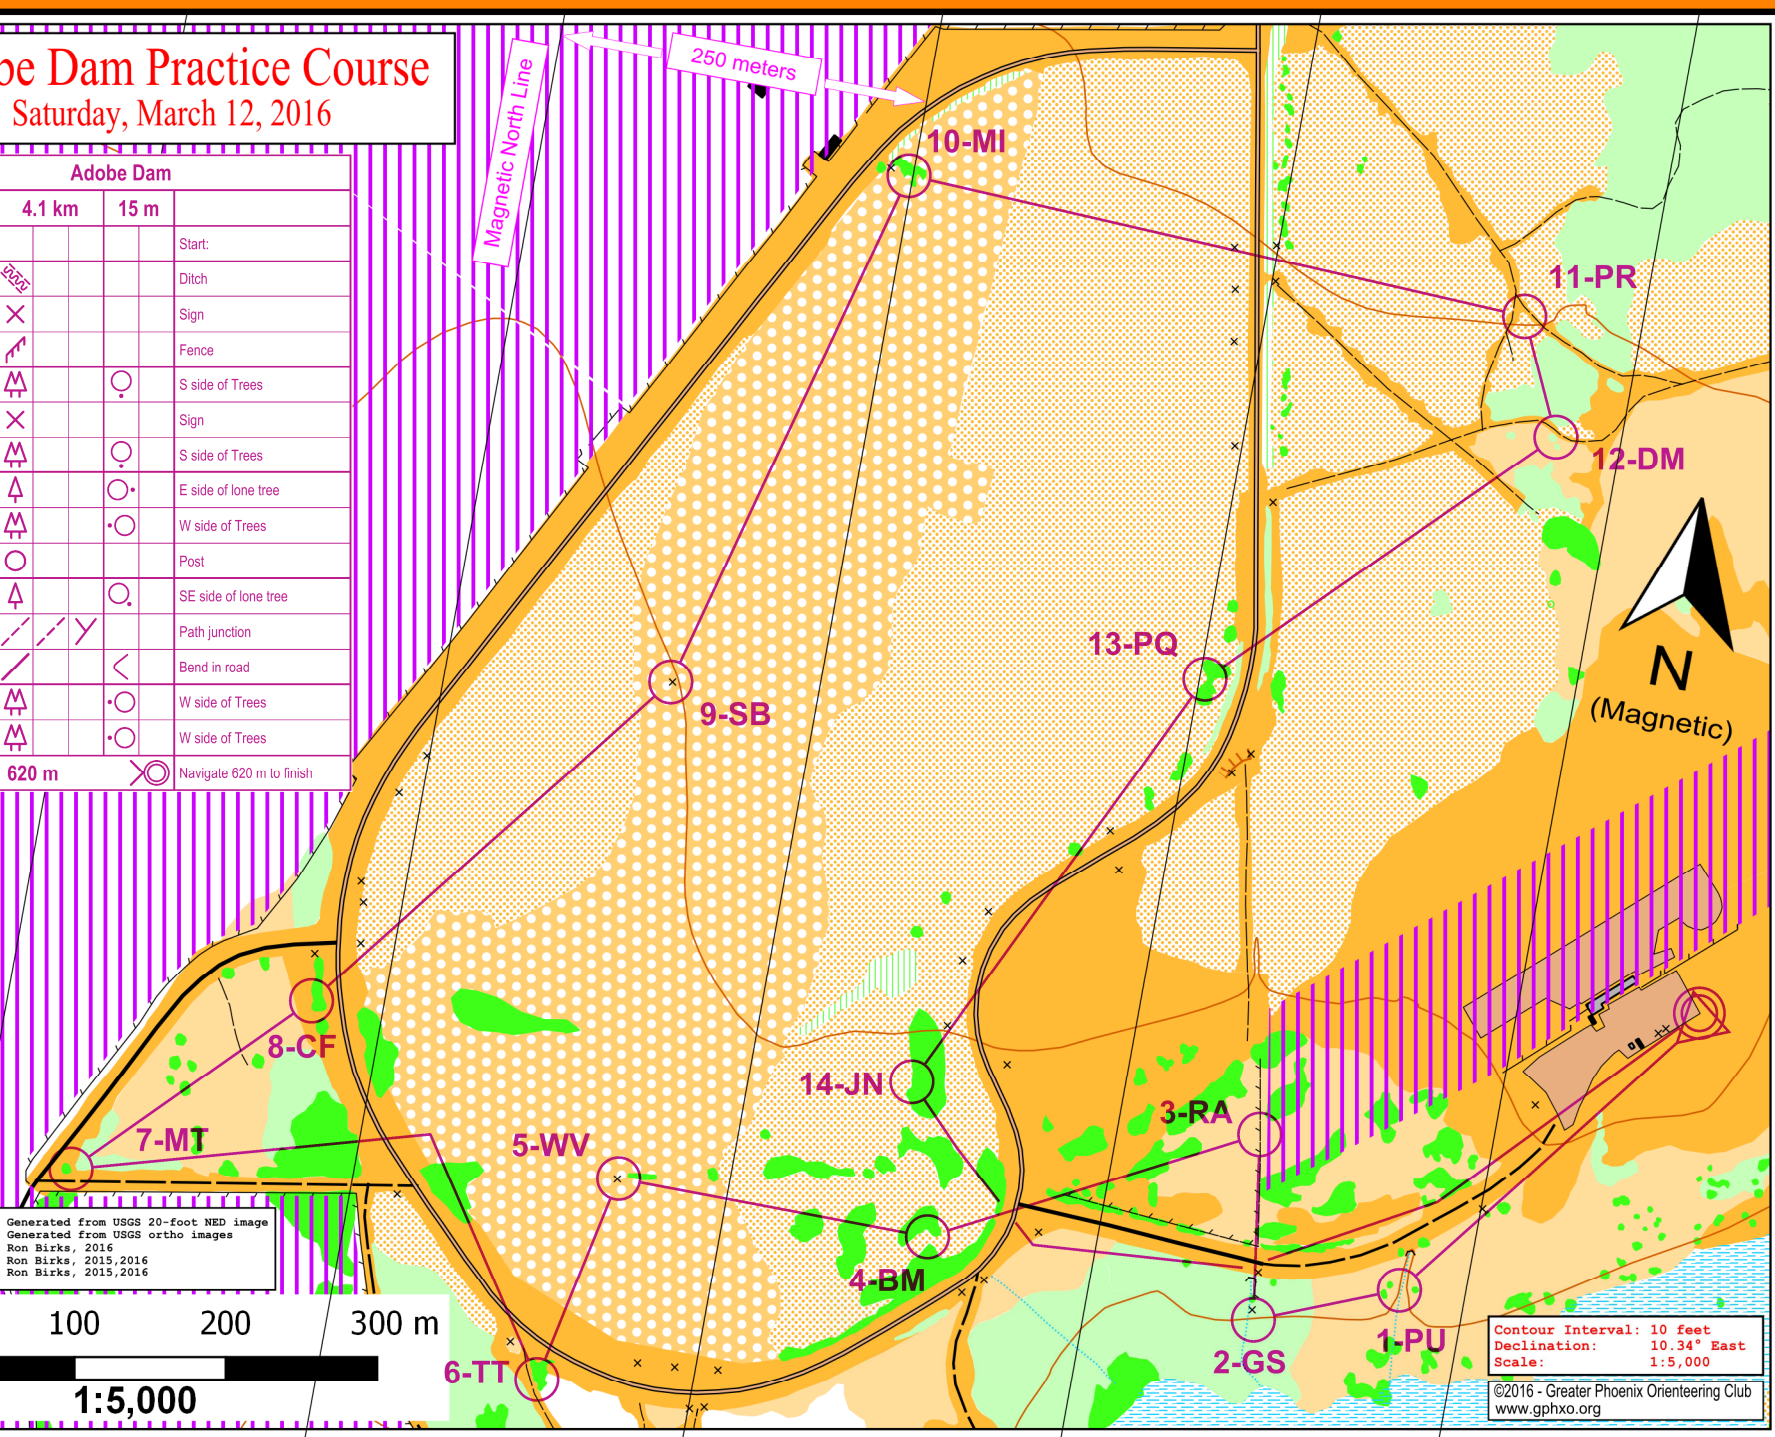 be Dam Practice Course
Saturday, March 12, 2016
Adobe Dam
4.1 km 15 m
Start:
Ditch
Sign
Fence
S side of Trees
Sign
S side of Trees
E side of lone tree
W side of Trees
Post
SE side of lone tree
Path junction
Bend in road
W side of Trees
W side of Trees
620 m Navigate 620 m to finish
Magnetic North Line
250 meters
10-MI
11-PR
12-DM
13-PQ
9-SB
N
(Magnetic)
8-CF
14-JN
3-RA
7-MT
5-WV
4-BM
6-TT
2-GS
1-PU
Generated from USGS 20-foot NED image
Generated from USGS ortho images
Ron Birks, 2016
Ron Birks, 2015,2016
Ron Birks, 2015,2016
100 200 300 m
1:5,000
Contour Interval: 10 feet
Declination: 10.34° East
Scale: 1:5,000
©2016 - Greater Phoenix Orienteering Club
www.gphxo.org